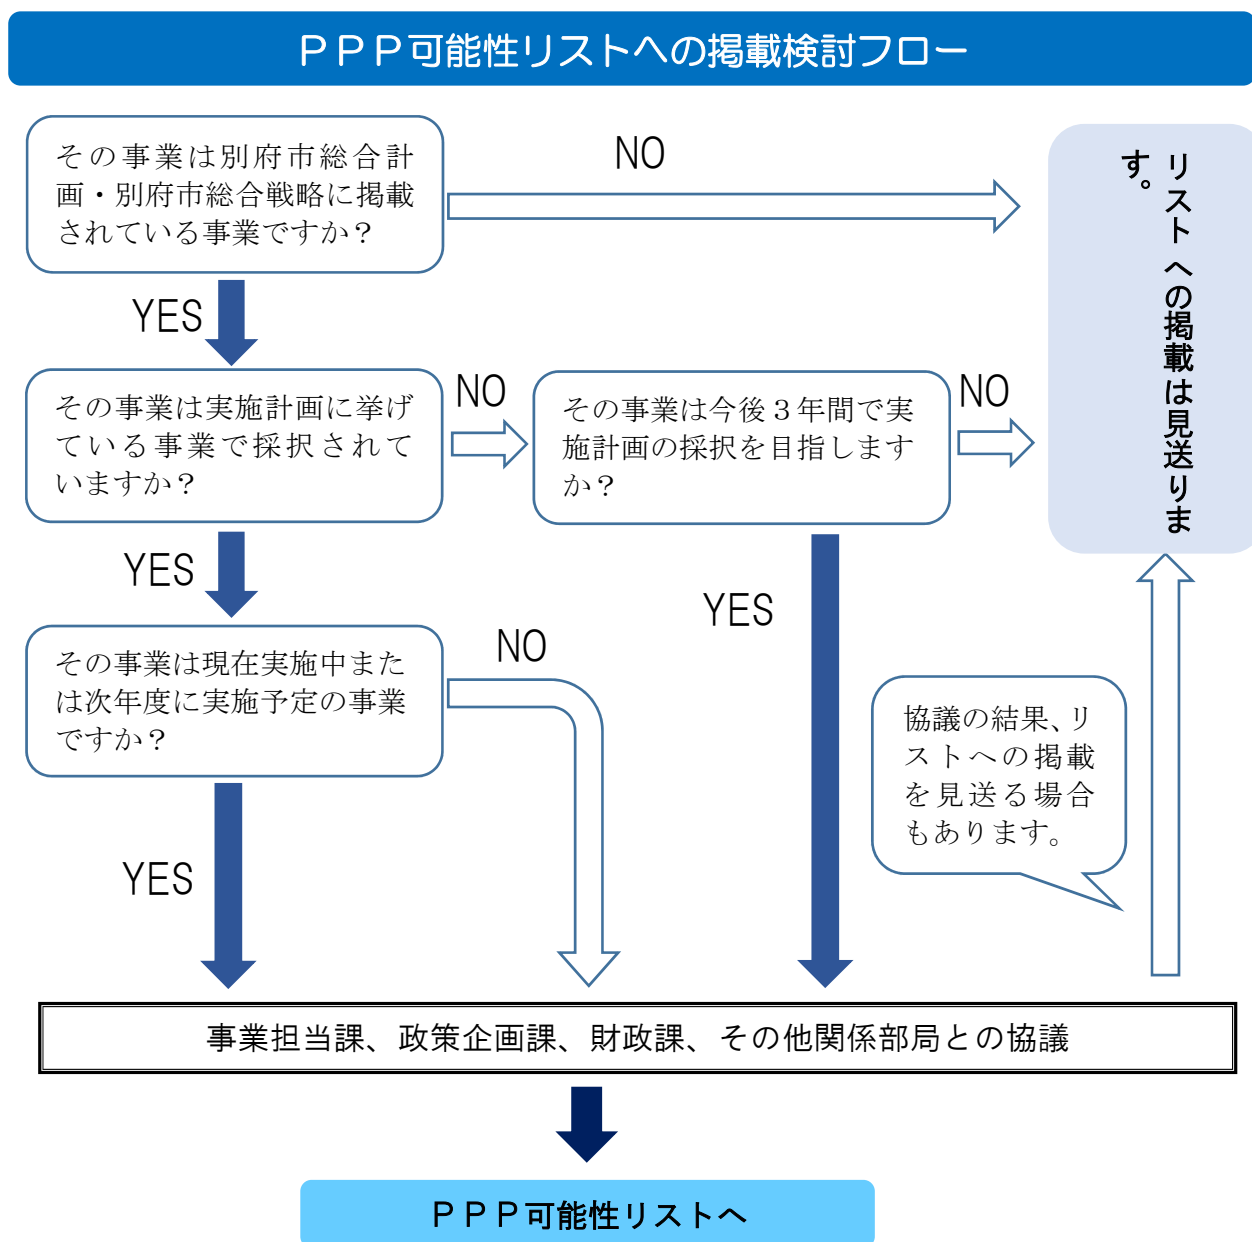 ＰＰＰ可能性リストへの掲載検討フロー
その事業は別府市総合計
画・別府市総合戦略に掲載
されている事業ですか？
NO
リストへの掲載は見送りま
す。
YES
その事業は実施計画に挙げ
ている事業で採択されて
いますか？
NO
その事業は今後３年間で実
施計画の採択を目指します
か？
NO
YES
YES
その事業は現在実施中また
は次年度に実施予定の事業
ですか？
NO
協議の結果、リ
ストへの掲載
を見送る場合
もあります。
YES
事業担当課、政策企画課、財政課、その他関係部局との協議
ＰＰＰ可能性リストへ